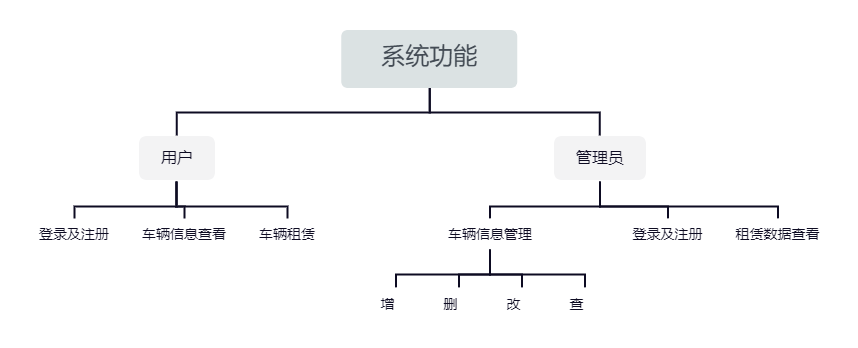 系统功能
用户
管理员
登录及注册
车辆信息查看
车辆租赁
车辆信息管理
登录及注册
租赁数据查看
增
删
改
查